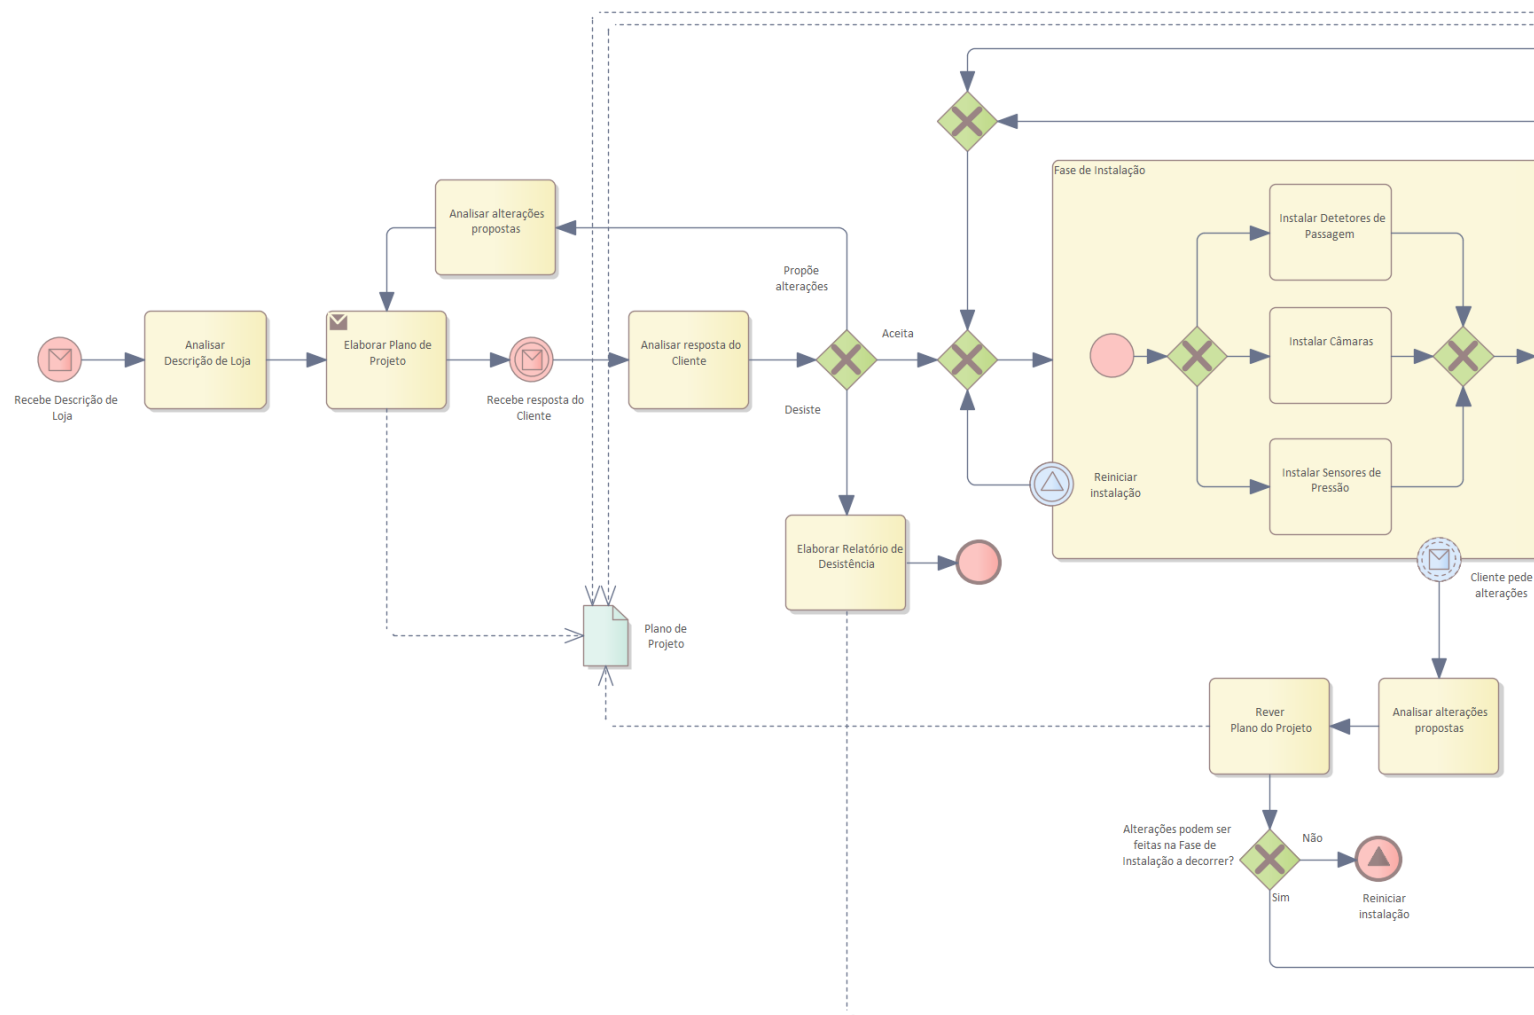 Fase de Instalação
Analisar alterações
propostas
Instalar Detetores de
Passagem
Propõe
alterações
Analisar
Descrição de Loja
Elaborar Plano de
Projeto
Analisar resposta do
Cliente
Aceita
Instalar Câmaras
Recebe Descrição de
Loja
Recebe resposta do
Cliente
Desiste
Reiniciar
instalação
Instalar Sensores de
Pressão
Elaborar Relatório de
Desistência
Cliente pede
alterações
Plano de
Projeto
Rever
Plano do Projeto
Analisar alterações
propostas
Alterações podem ser
feitas na Fase de
Instalação a decorrer?
Não
Sim
Reiniciar
instalação